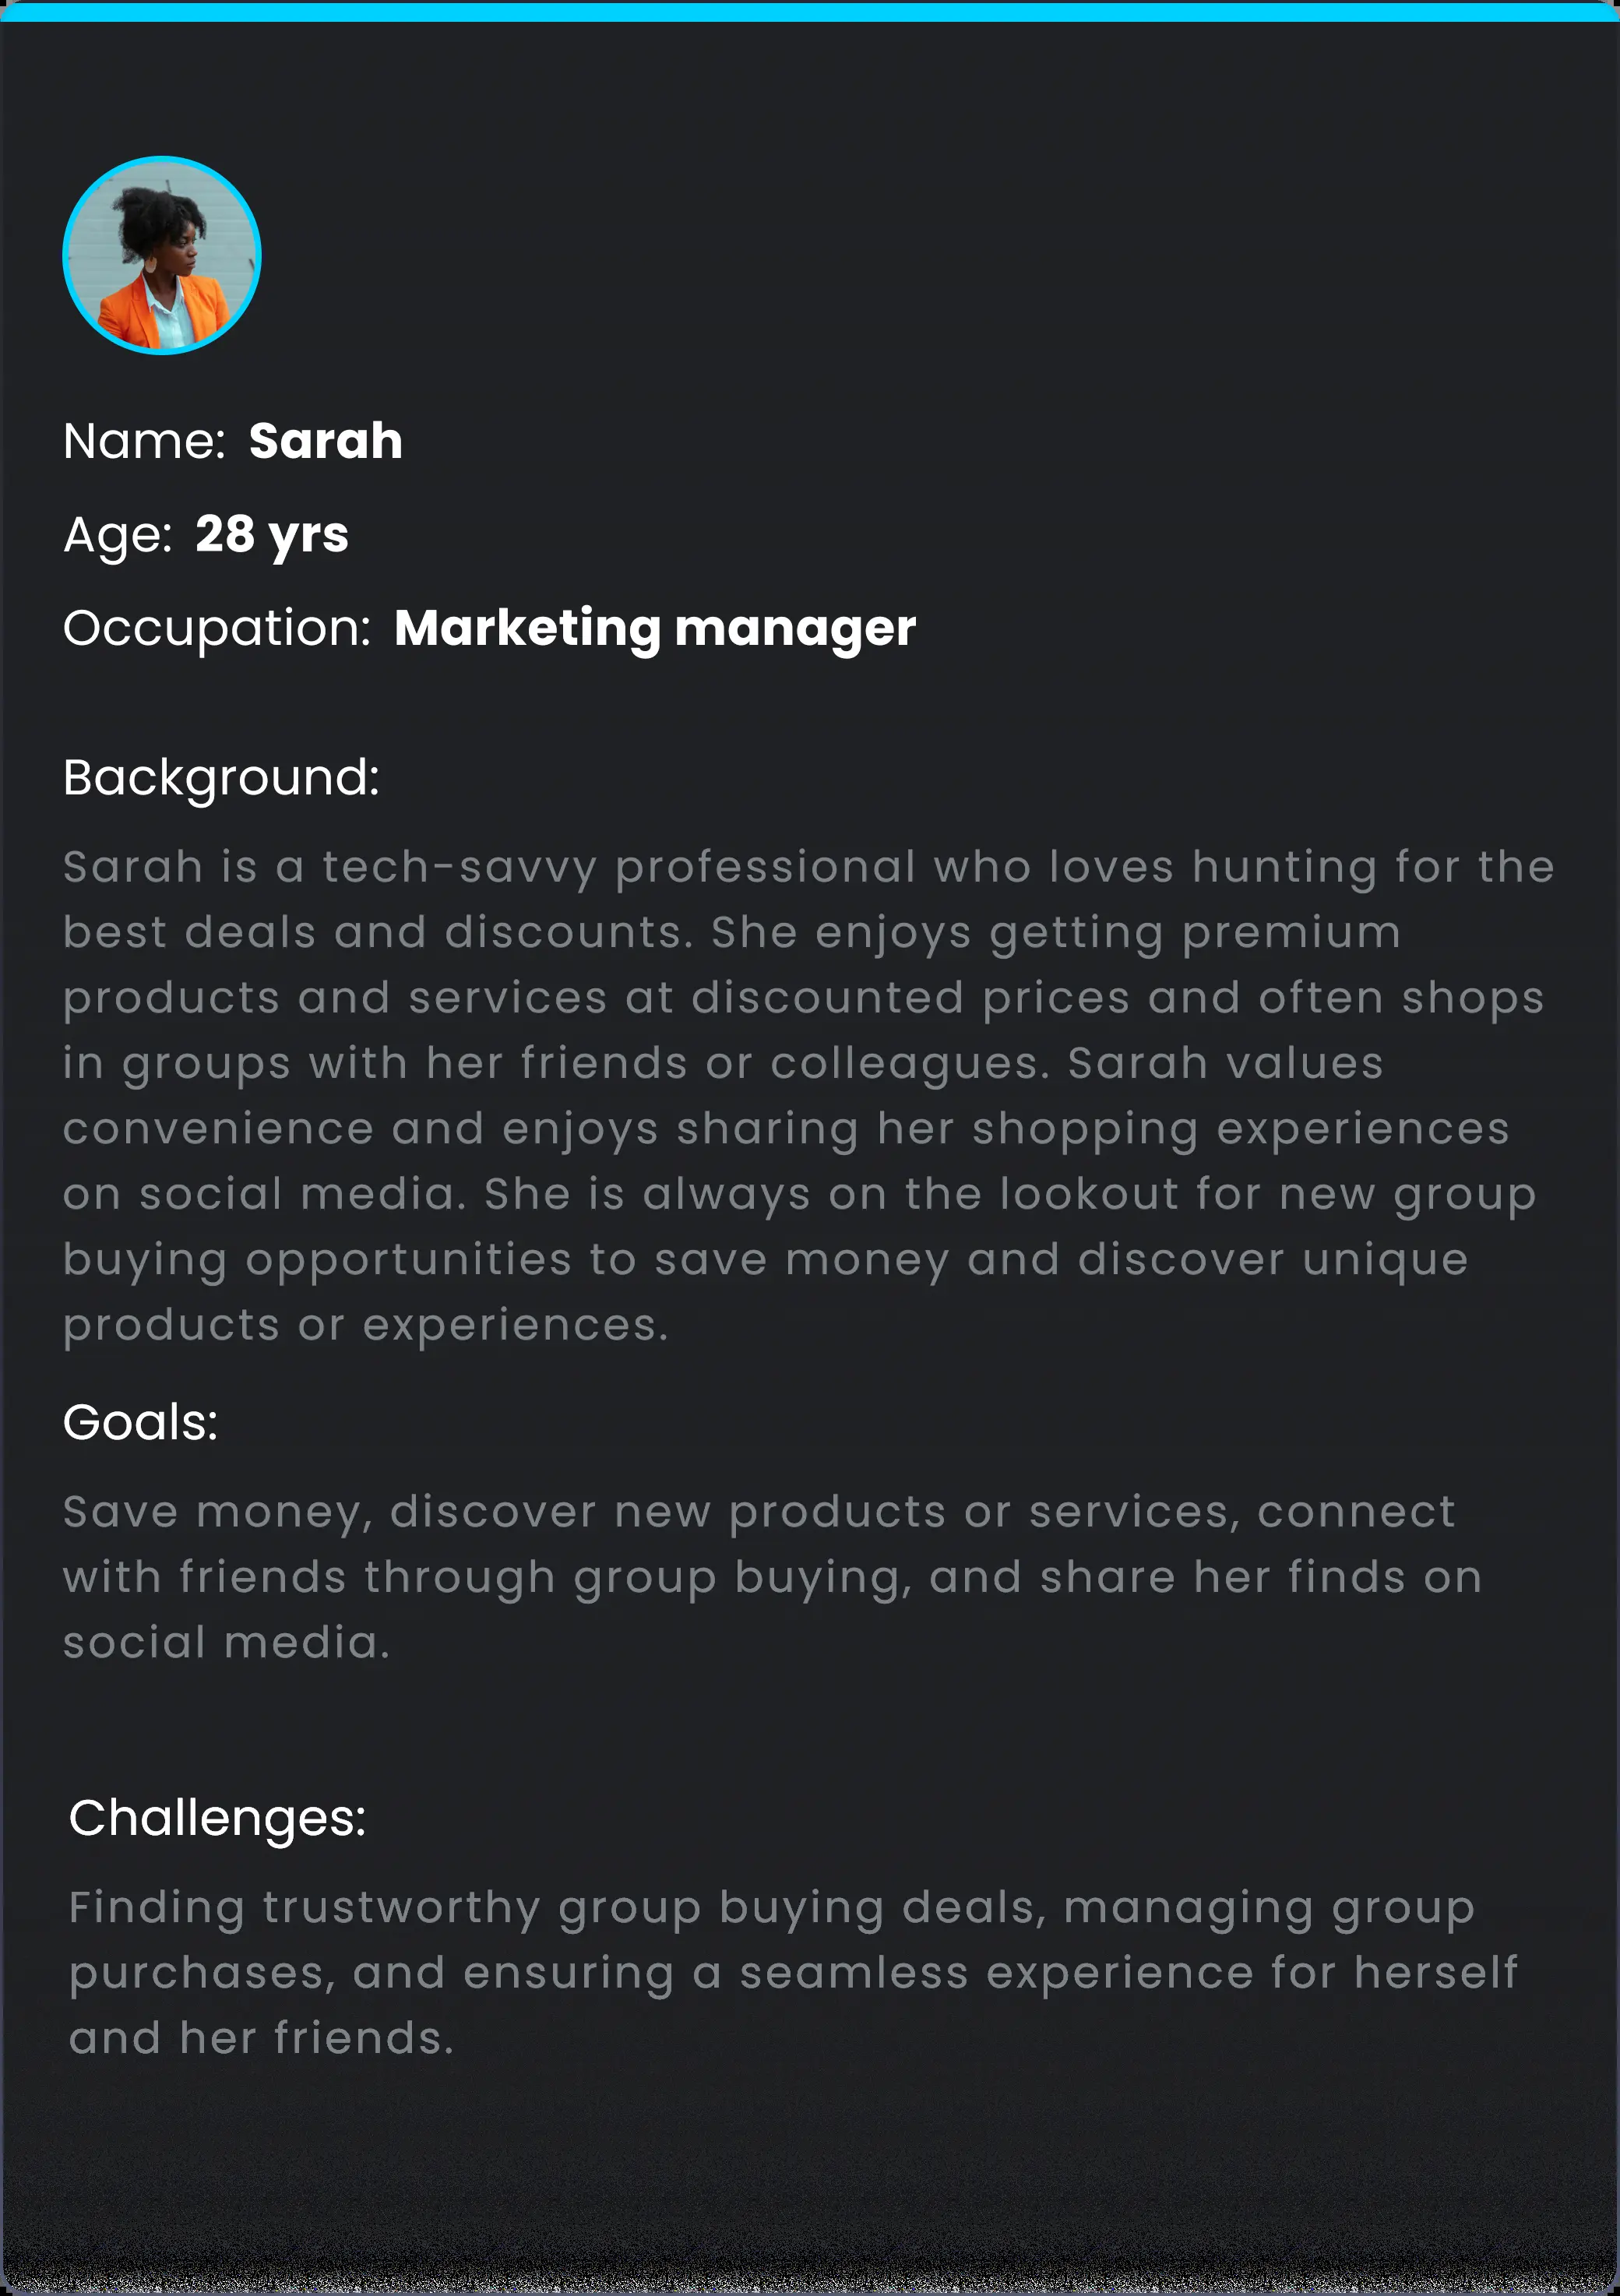 Name: Sarah
Age: 28 yrs
Occupation: Marketing manager
Background:
Sarah is a tech-savvy professional who loves hunting for the
best deals and discounts. She enjoys getting premium
products and services at discounted prices and often shops
in groups with her friends or colleagues. Sarah values
convenience and enjoys sharing her shopping experiences
on social media. She is always on the lookout for new group
buying opportunities to save money and discover unique
products or experiences.
Goals:
Save money, discover new products or services, connect
with friends through group buying, and share her finds on
social media.
Challenges:
Finding trustworthy group buying deals, managing group
purchases, and ensuring a seamless experience for herself
and her friends.